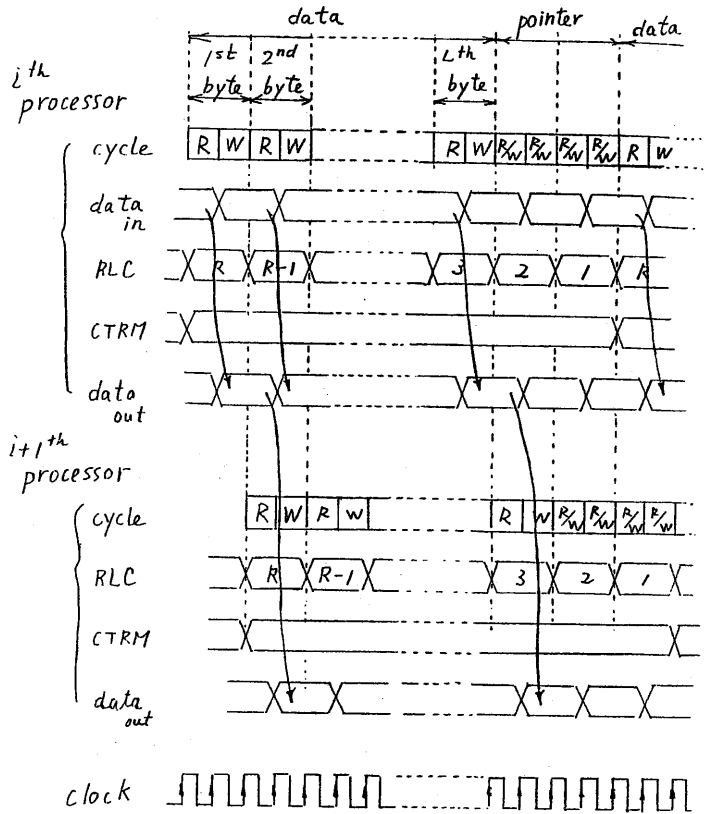 data pointer data
1st 2nd Lth
byte byte byte
ith
processor
cycle R W R W R W R/W R/W R/W R/W R W
data in
RLC R R-1 3 2 1 R
CTRM
data out
i+1th
processor
cycle R W R W R W R/W R/W R/W R/W
RLC R R-1 3 2 1
CTRM
data out
clock